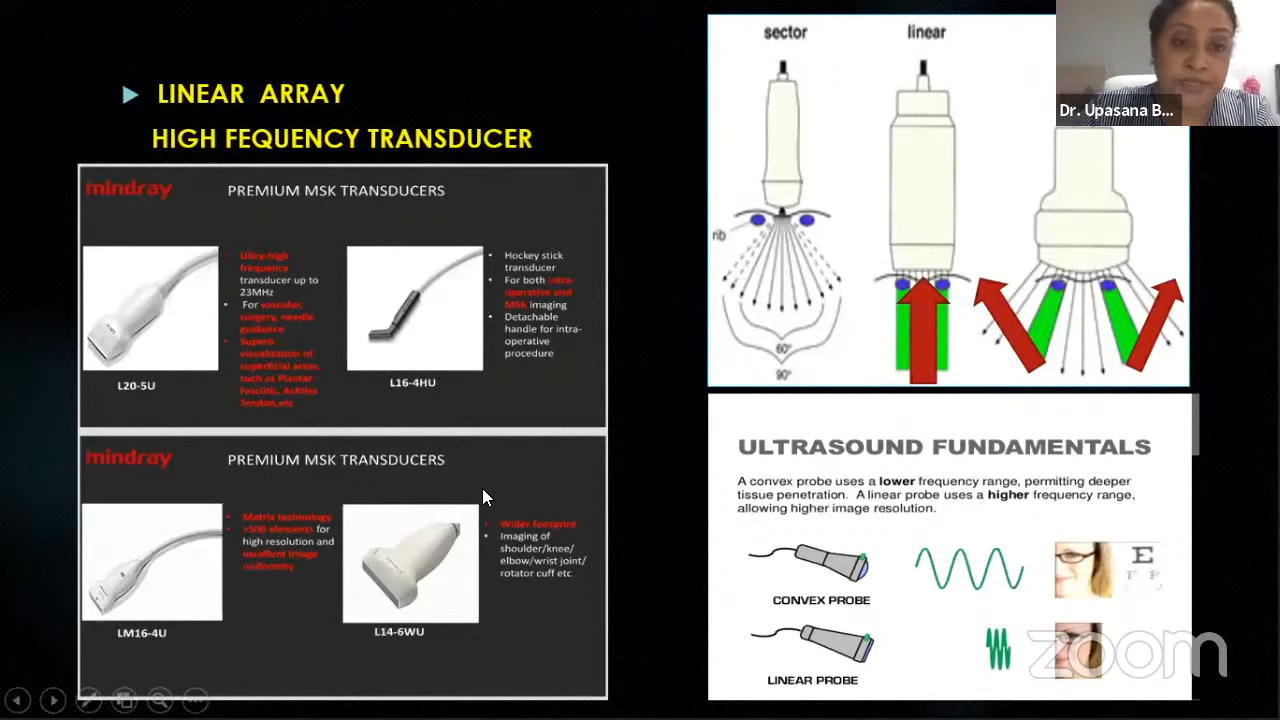 LINEAR ARRAY
HIGH FEQUENCY TRANSDUCER
mindray
PREMIUM MSK TRANSDUCERS
Ultra-high
frequency
transducer up to
23MHz
For vascular,
surgery, needle
guidance
Superb
visualization of
superficial areas
such as Plantar
Fasciitis, Achiles
Tendon,etc
L20-5U
Hockey stick
transducer
For both intra-
operative and
MSK imaging
Detachable
handle for intra-
operative
procedure
L16-4HU
mindray
PREMIUM MSK TRANSDUCERS
Matrix technology
>500 elements for
high resolution and
excellent image
uniformity
LM16-4U
Wider footprint
Imaging of
shoulder/knee/
elbow/wrist joint/
rotator cuff etc
L14-6WU
sector
linear
rib
60°
90°
Dr. Upasana B...
ULTRASOUND FUNDAMENTALS
A convex probe uses a lower frequency range, permitting deeper
tissue penetration. A linear probe uses a higher frequency range,
allowing higher image resolution.
CONVEX PROBE
E
F P
LINEAR PROBE
zoom